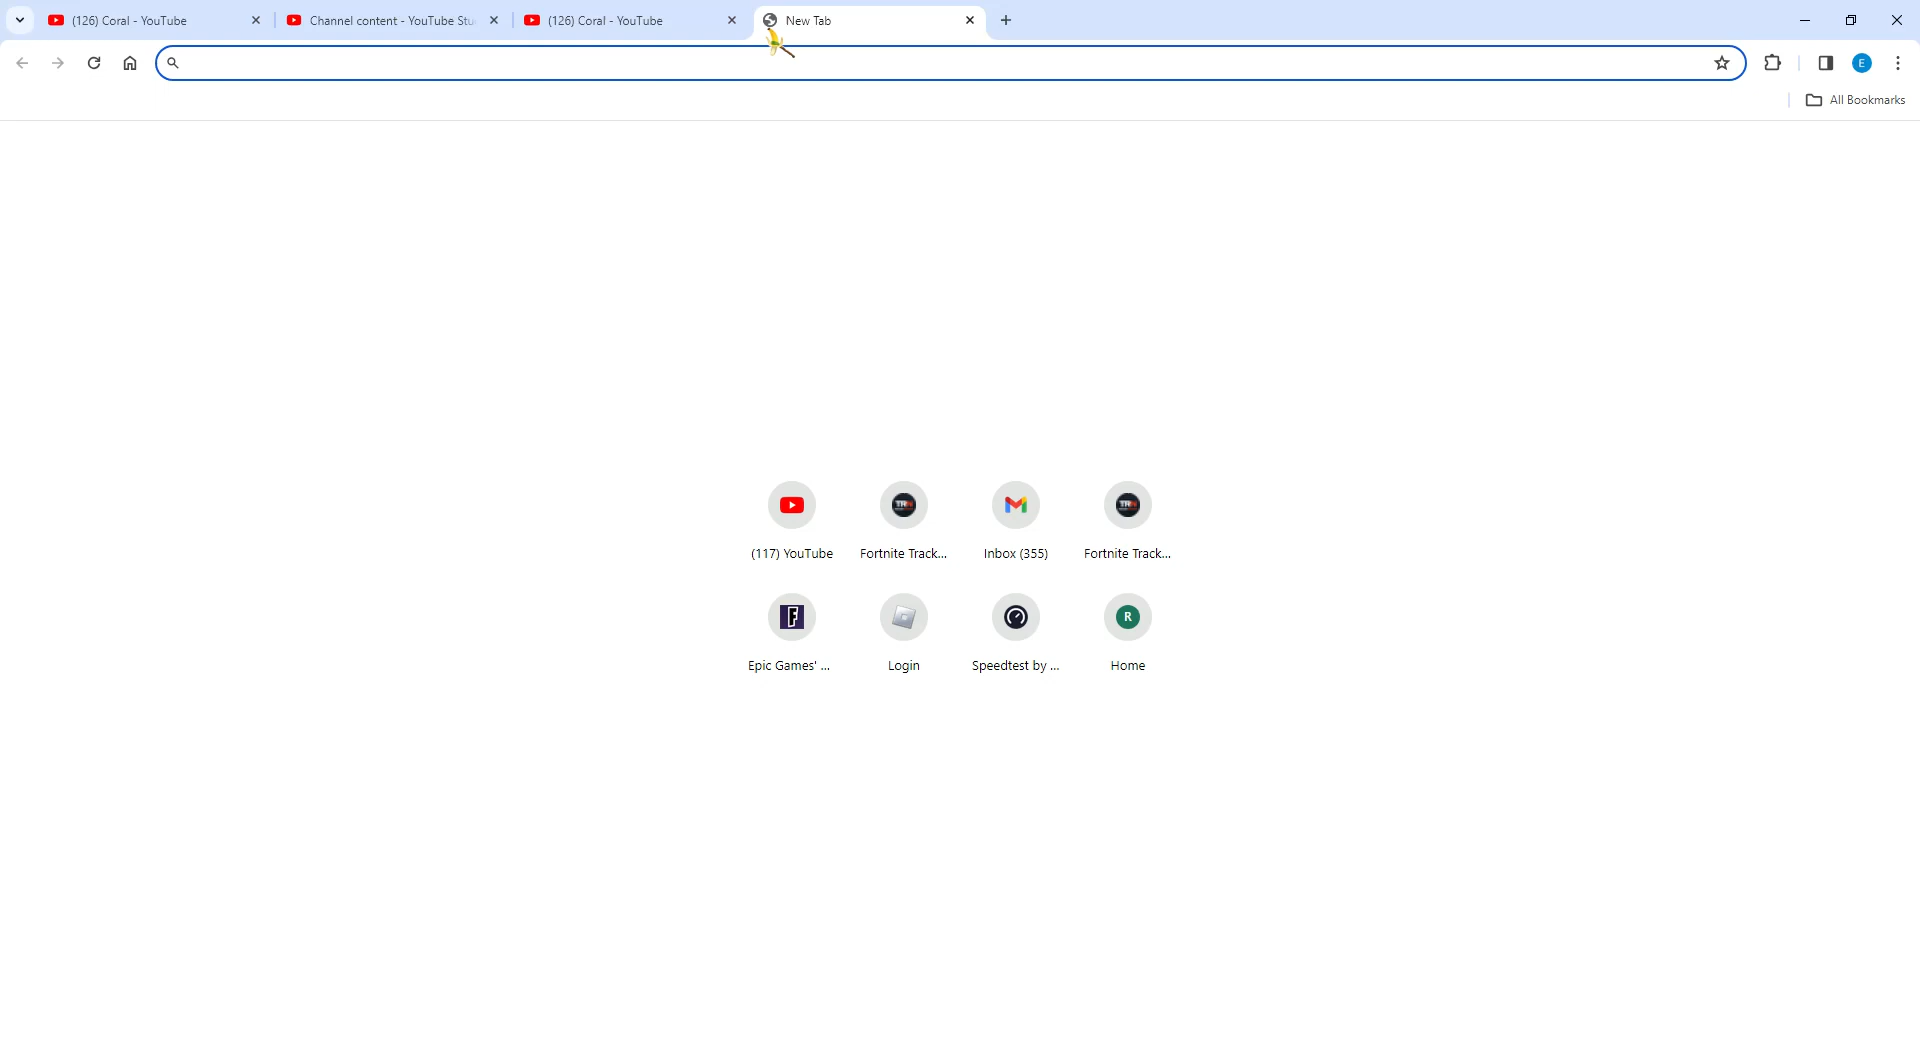 (126) Coral - YouTube
Channel content - YouTube Stu
(126) Coral - YouTube
New Tab
E
All Bookmarks
(117) YouTube
Fortnite Track...
Inbox (355)
Fortnite Track...
Epic Games' ...
Login
Speedtest by ...
R
Home